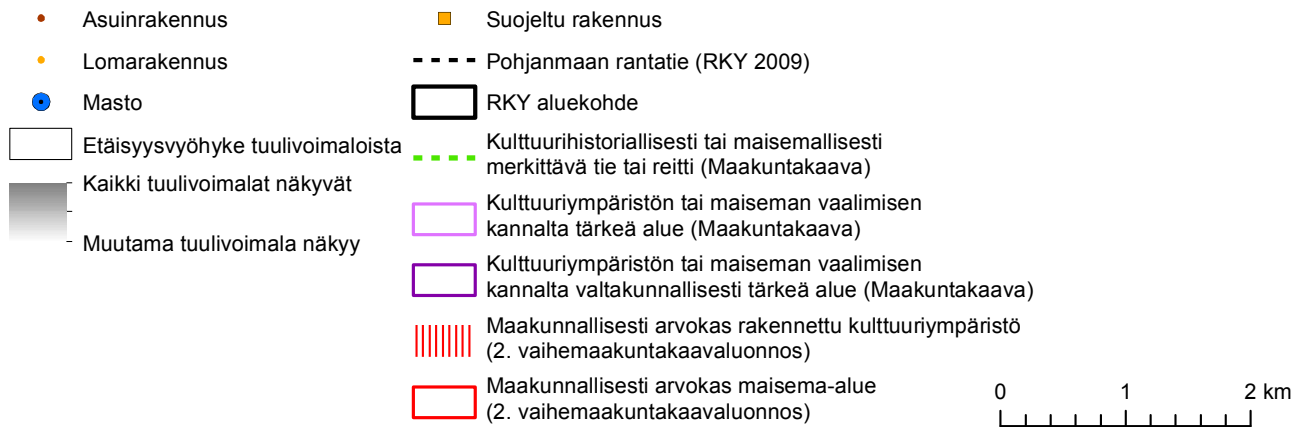 Asuinrakennus
Lomarakennus
Masto
Etäisyysvyöhyke tuulivoimaloista
Kaikki tuulivoimalat näkyvät
Muutama tuulivoimala näkyy
Suojeltu rakennus
Pohjanmaan rantatie (RKY 2009)
RKY aluekohde
Kulttuurihistoriallisesti tai maisemallisesti
merkittävä tie tai reitti (Maakuntakaava)
Kulttuuriympäristön tai maiseman vaalimisen
kannalta tärkeä alue (Maakuntakaava)
Kulttuuriympäristön tai maiseman vaalimisen
kannalta valtakunnallisesti tärkeä alue (Maakuntakaava)
Maakunnallisesti arvokas rakennettu kulttuuriympäristö
(2. vaihemaakuntakaavaluonnos)
Maakunnallisesti arvokas maisema-alue
(2. vaihemaakuntakaavaluonnos)
0 1 2 km